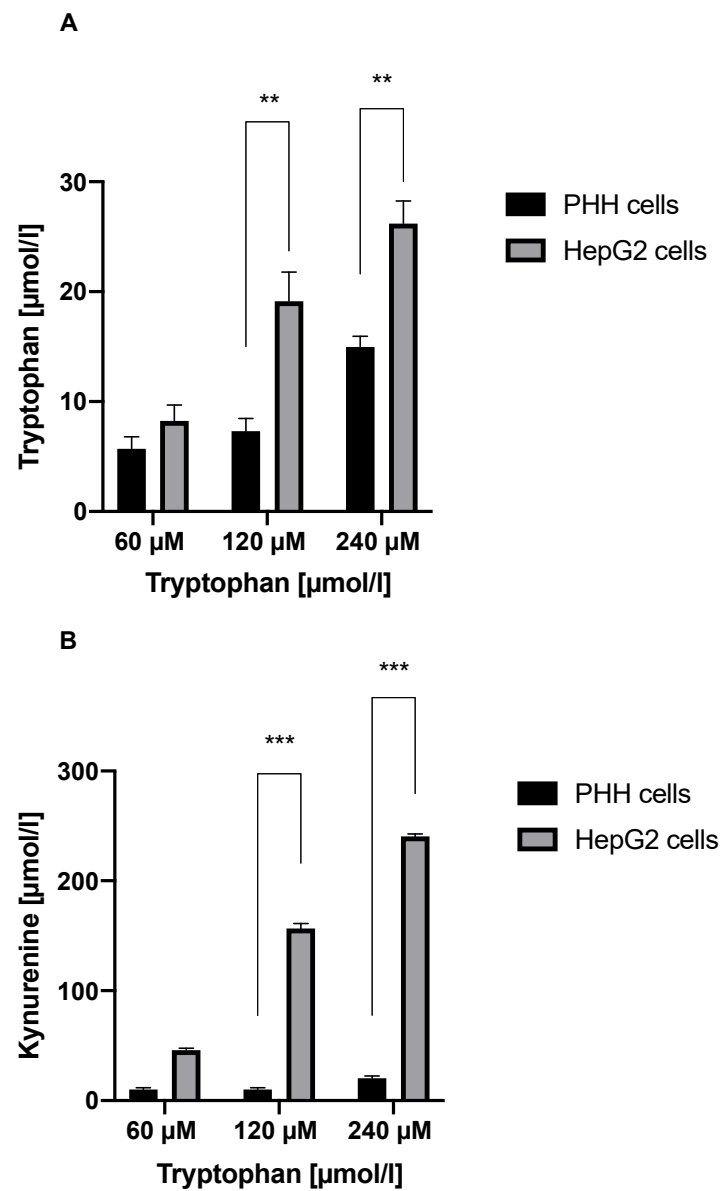 A
**
**
30
20
10
0
Tryptophan [µmol/l]
60 µM
120 µM
240 µM
Tryptophan [µmol/l]
PHH cells
HepG2 cells
B
***
***
300
200
100
0
Kynurenine [µmol/l]
60 µM
120 µM
240 µM
Tryptophan [µmol/l]
PHH cells
HepG2 cells